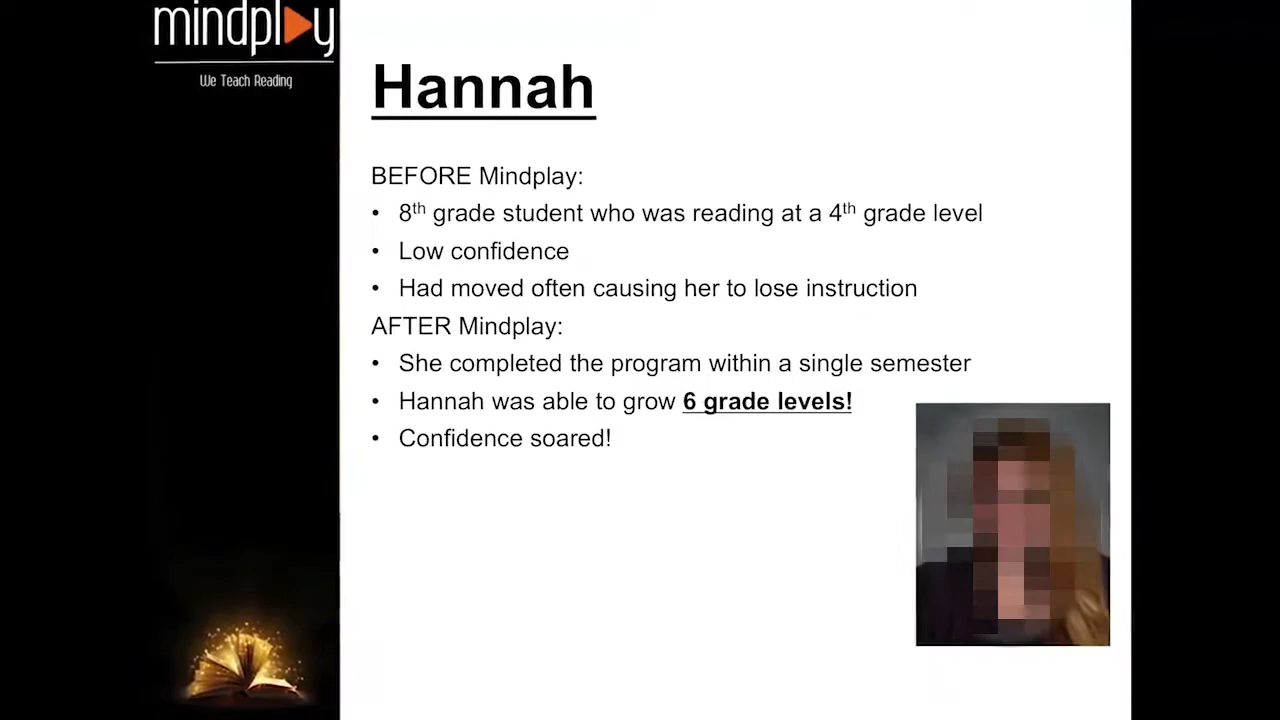 mindplay
We Teach Reading
Hannah
BEFORE Mindplay:
• 8th grade student who was reading at a 4th grade level
• Low confidence
• Had moved often causing her to lose instruction
AFTER Mindplay:
• She completed the program within a single semester
• Hannah was able to grow 6 grade levels!
• Confidence soared!